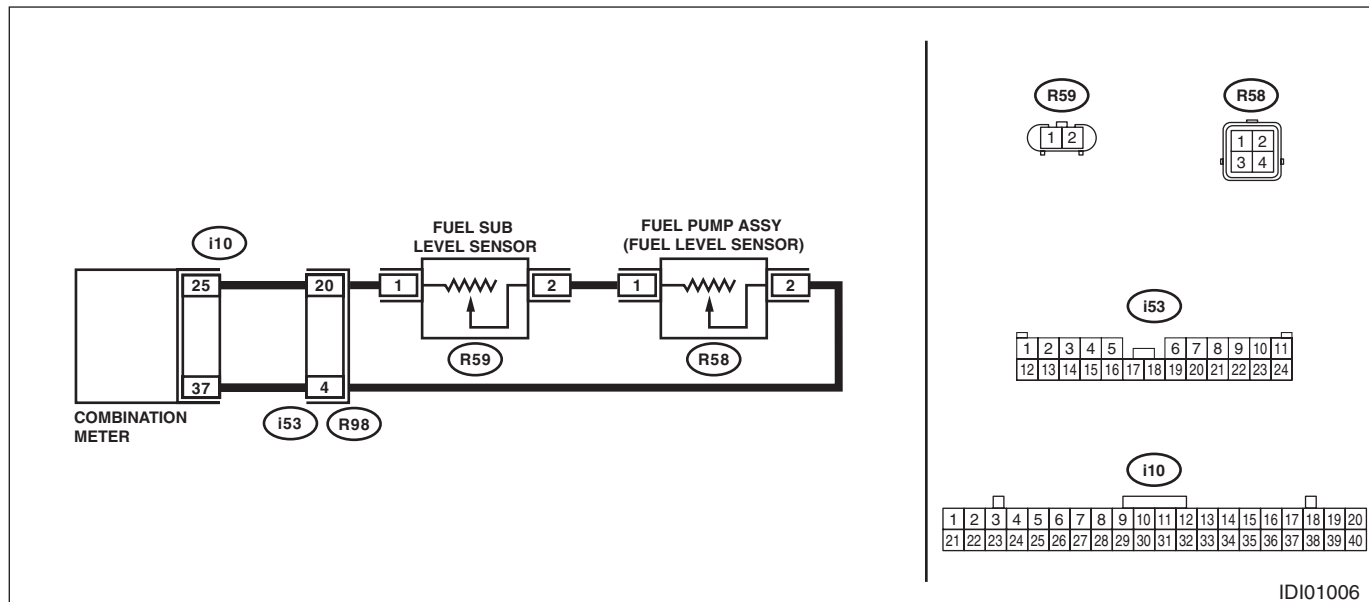 FUEL SUB
LEVEL SENSOR
FUEL PUMP ASSY
(FUEL LEVEL SENSOR)
i10
25 20 1 2 1 2
R59 R58
37 4
COMBINATION
METER
i53 R98
R59 R58
1 2
1 2
3 4
i53
1 2 3 4 5 6 7 8 9 10 11
12 13 14 15 16 17 18 19 20 21 22 23 24
i10
1 2 3 4 5 6 7 8 9 10 11 12 13 14 15 16 17 18 19 20
21 22 23 24 25 26 27 28 29 30 31 32 33 34 35 36 37 38 39 40
IDI01006